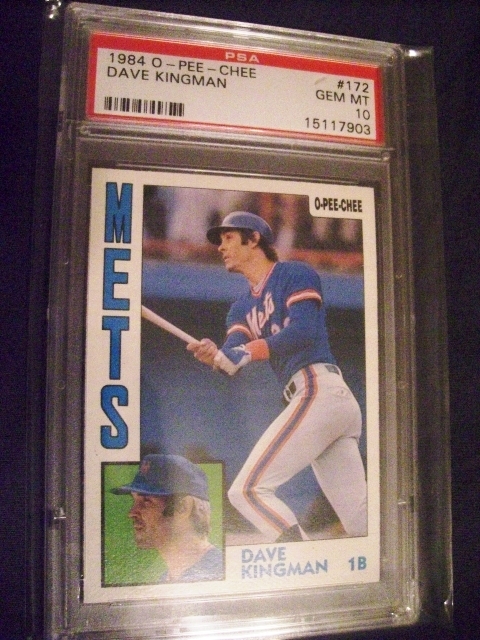 PSA
1984 O-PEE-CHEE
DAVE KINGMAN
#172
GEM MT
10
15117903
O-PEE-CHEE
METS
Mets
DAVE
KINGMAN
1B